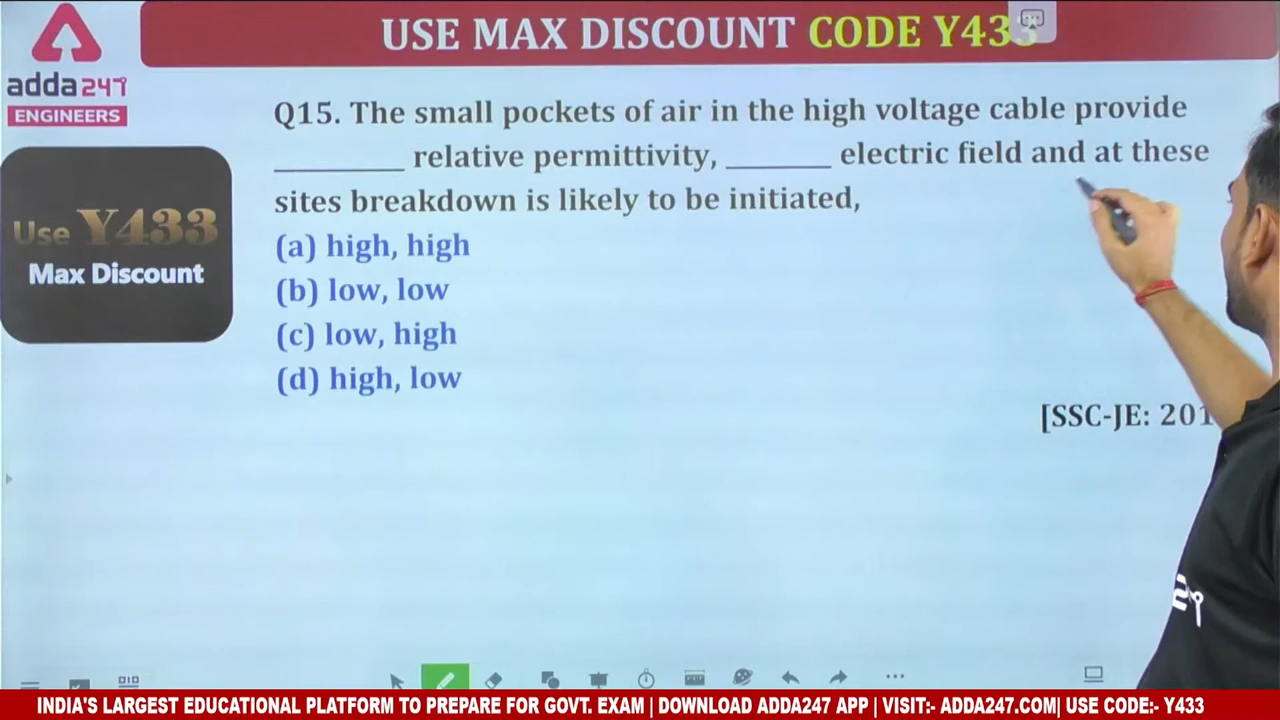 USE MAX DISCOUNT CODE Y433
adda247
ENGINEERS
Q15. The small pockets of air in the high voltage cable provide
_________ relative permittivity, _______ electric field and at these
sites breakdown is likely to be initiated,
(a) high, high
(b) low, low
(c) low, high
(d) high, low
[SSC-JE: 201
Use Y433
Max Discount
INDIA'S LARGEST EDUCATIONAL PLATFORM TO PREPARE FOR GOVT. EXAM | DOWNLOAD ADDA247 APP | VISIT:- ADDA247.COM| USE CODE:- Y433